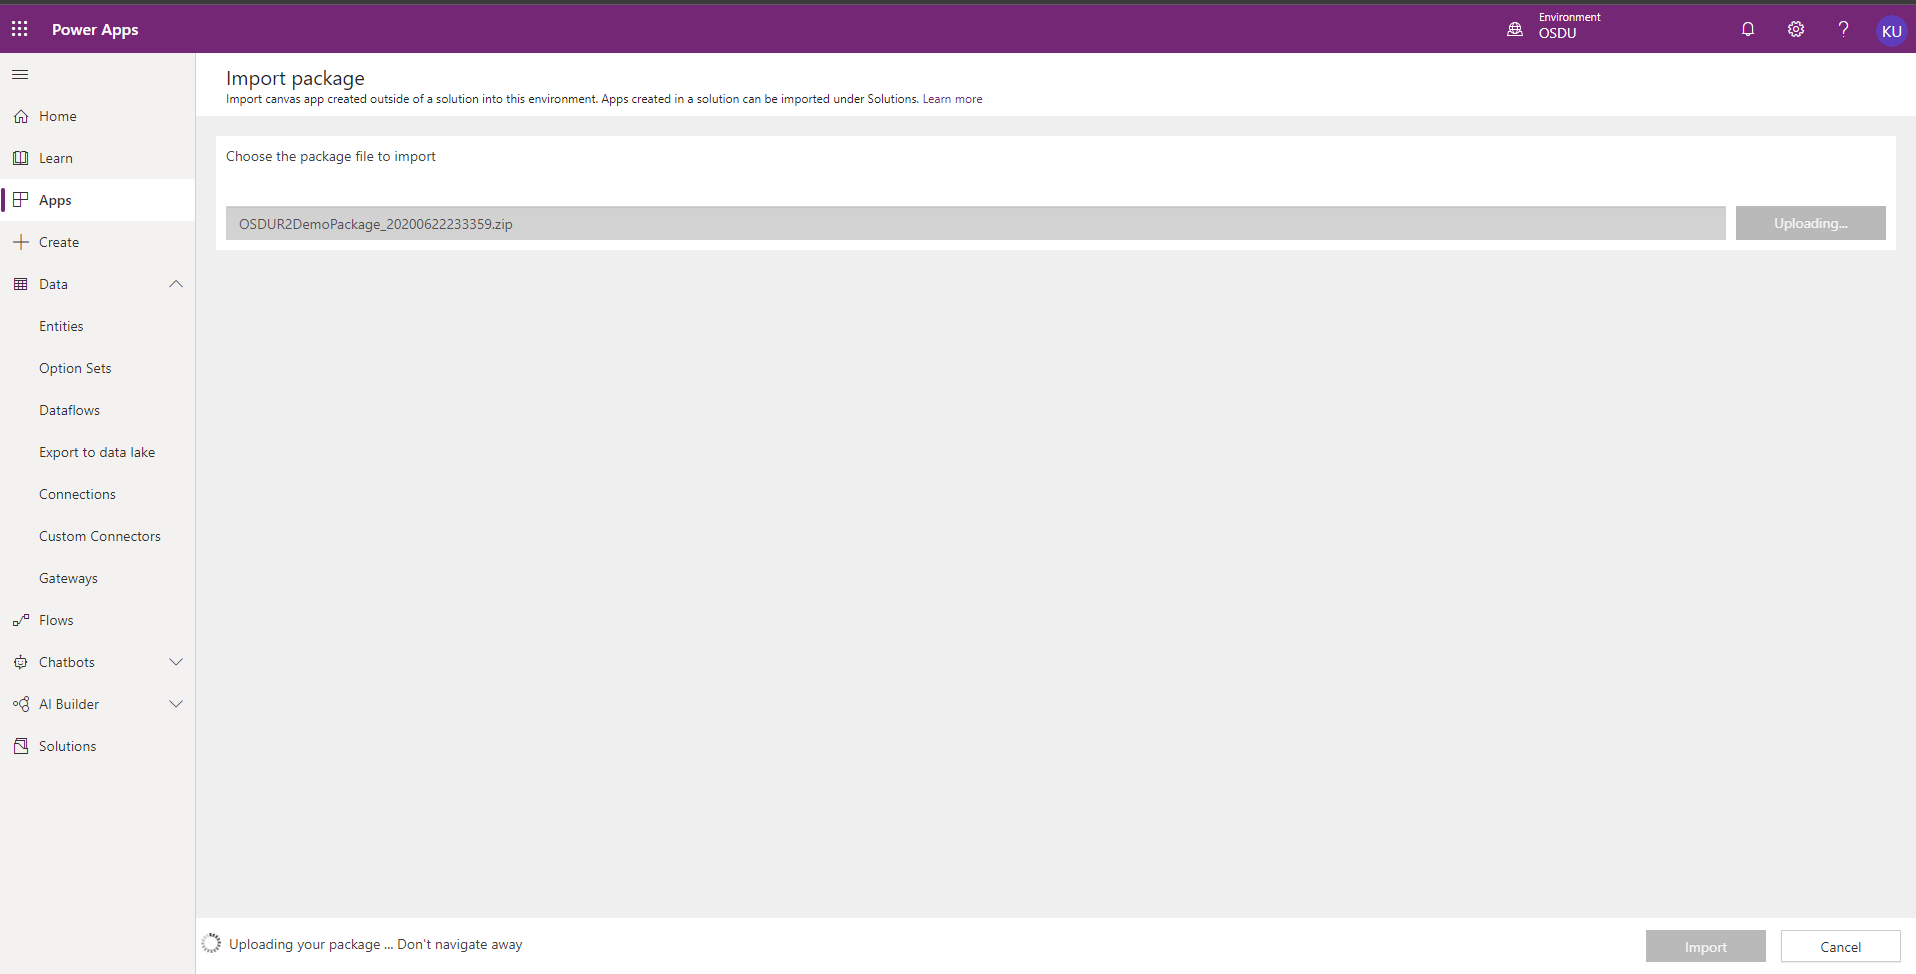 Power Apps
Environment
OSDU
KU
Home
Learn
Apps
Create
Data
Entities
Option Sets
Dataflows
Export to data lake
Connections
Custom Connectors
Gateways
Flows
Chatbots
AI Builder
Solutions
Import package
Import canvas app created outside of a solution into this environment. Apps created in a solution can be imported under Solutions. Learn more
Choose the package file to import
OSDUR2DemoPackage_20200622233359.zip
Uploading...
Uploading your package ... Don't navigate away
Import
Cancel